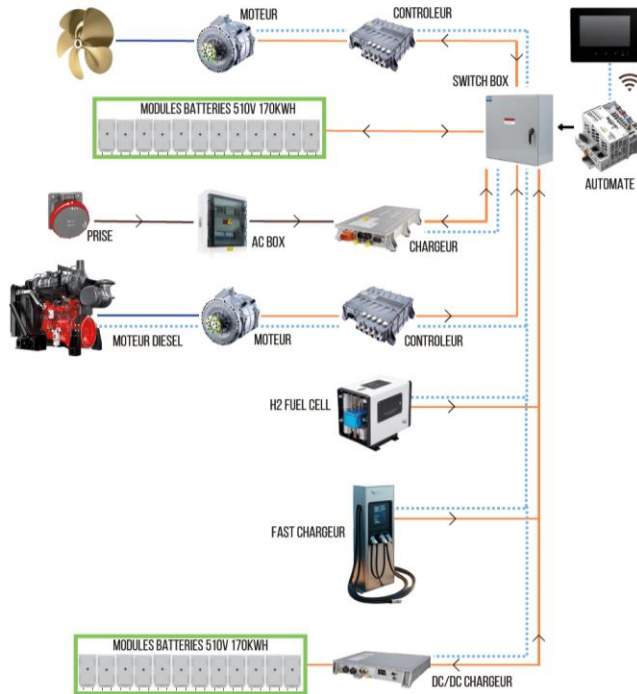 MOTEUR
CONTROLEUR
SWITCH BOX
MODULES BATTERIES 510V 170KWH
AUTOMATE
PRISE
AC BOX
CHARGEUR
MOTEUR DIESEL
MOTEUR
CONTROLEUR
H2 FUEL CELL
FAST CHARGEUR
MODULES BATTERIES 510V 170KWH
DC/DC CHARGEUR